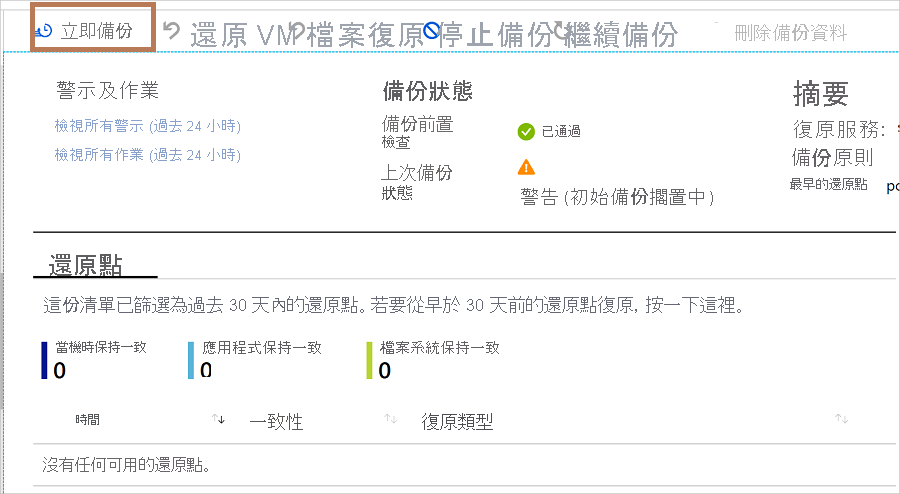 立即備份 還原 VM 檔案復原 停止備份 繼續備份 刪除備份資料
警示及作業
檢視所有警示 (過去 24 小時)
檢視所有作業 (過去 24 小時)
備份狀態
備份前置
檢查
已通過
上次備份
狀態
警告 (初始備份擱置中)
摘要
復原服務:
備份原則
最早的還原點
還原點
這份清單已篩選為過去 30 天內的還原點。若要從早於 30 天前的還原點復原, 按一下這裡。
當機時保持一致 應用程式保持一致 檔案系統保持一致
0 0 0
時間 一致性 復原類型
沒有任何可用的還原點。